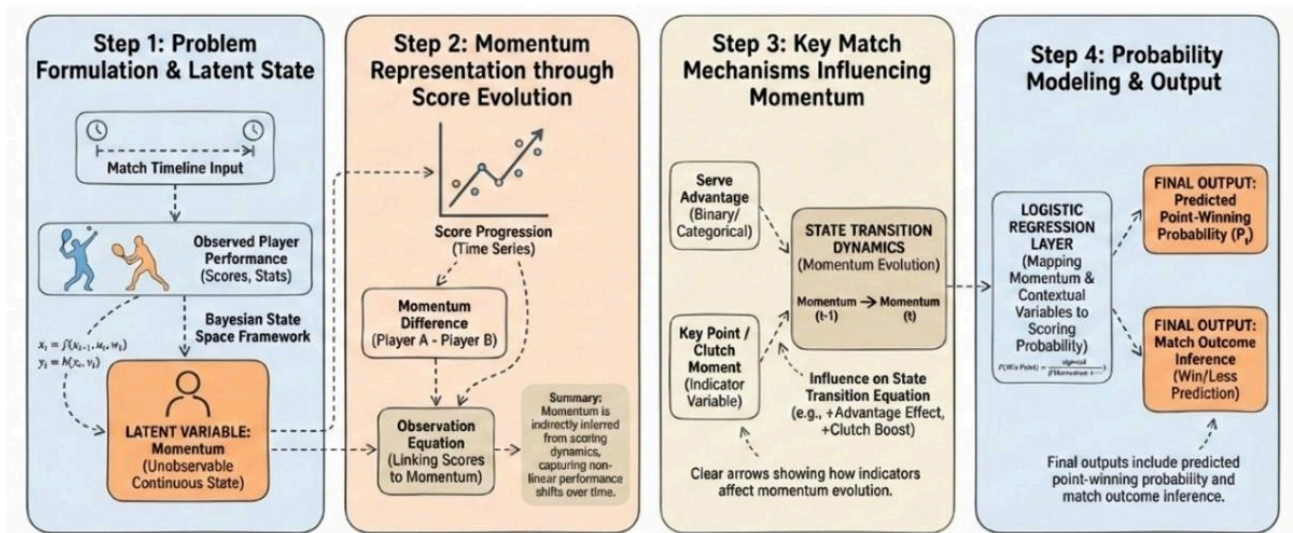 Step 1: Problem
Formulation & Latent State
Match Timeline Input
Observed Player
Performance
(Scores, Stats)
Bayesian State
Space Framework
LATENT VARIABLE:
Momentum
(Unobservable
Continuous State)
Step 2: Momentum
Representation through
Score Evolution
Score Progression
(Time Series)
Momentum
Difference
(Player A - Player B)
Observation
Equation
(Linking Scores
to Momentum)
Summary:
Momentum is
indirectly inferred
from scoring
dynamics,
capturing non-
linear performance
shifts over time.
Step 3: Key Match
Mechanisms Influencing
Momentum
Serve
Advantage
(Binary/
Categorical)
STATE TRANSITION
DYNAMICS
(Momentum Evolution)
Momentum → Momentum
(t-1) (t)
Key Point /
Clutch
Moment
(Indicator
Variable)
Influence on State
Transition Equation
(e.g., +Advantage Effect,
+Clutch Boost)
Clear arrows showing how indicators
affect momentum evolution.
Step 4: Probability
Modeling & Output
LOGISTIC
REGRESSION
LAYER
(Mapping
Momentum &
Contextual
Variables to
Scoring
Probability)
FINAL OUTPUT:
Predicted
Point-Winning
Probability (Pₜ)
FINAL OUTPUT:
Match Outcome
Inference
(Win/Less
Prediction)
Final outputs include predicted
point-winning probability and
match outcome inference.